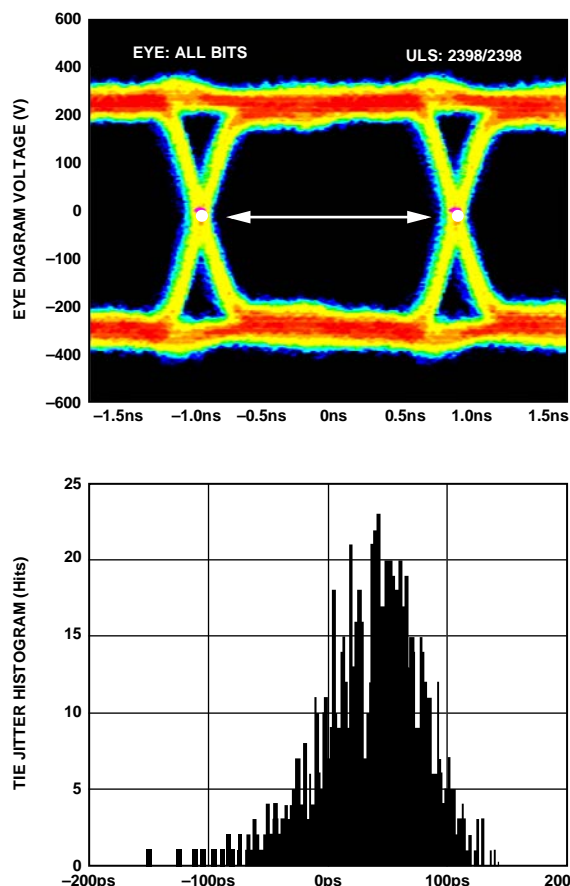 600
EYE: ALL BITS
ULS: 2398/2398
400
200
100
0
–100
–200
–400
–600
EYE DIAGRAM VOLTAGE (V)
–1.5ns –1.0ns –0.5ns 0ns 0.5ns 1.0ns 1.5ns
25
20
15
10
5
0
TIE JITTER HISTOGRAM (Hits)
–200ps –100ps 0ps 100ps 200